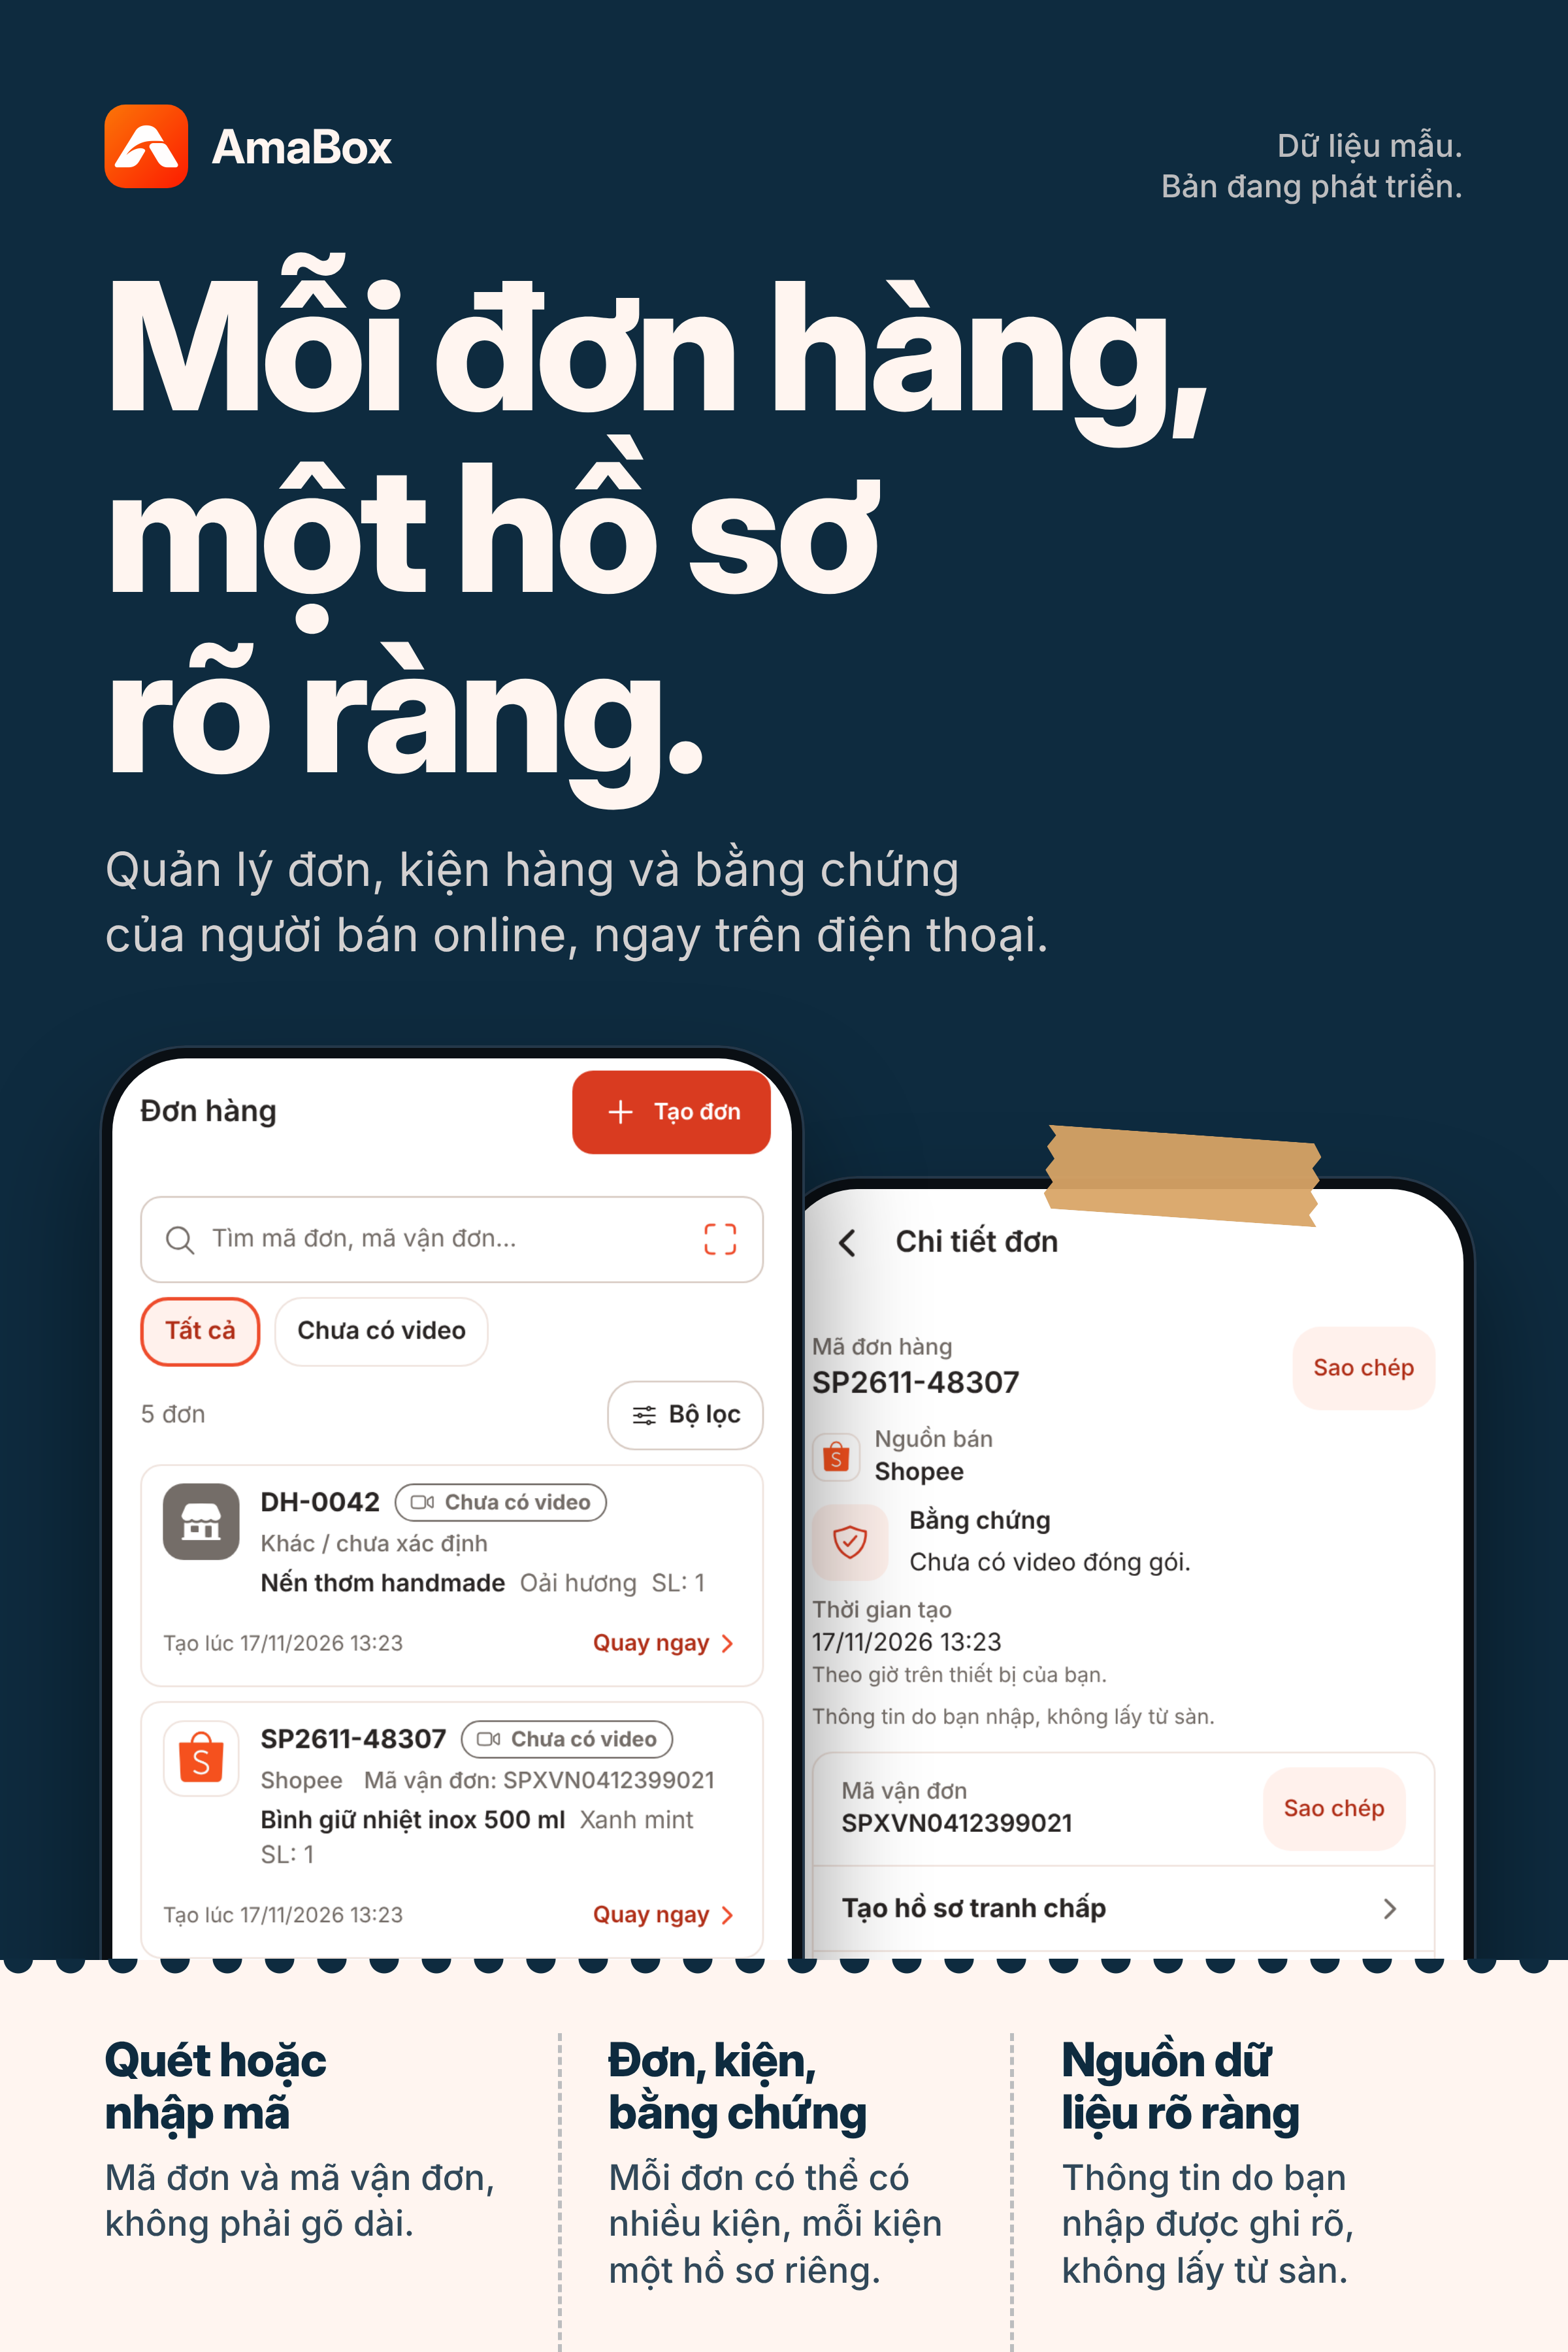 AmaBox
Dữ liệu mẫu.
Bản đang phát triển.
Mỗi đơn hàng,
một hồ sơ
rõ ràng.
Quản lý đơn, kiện hàng và bằng chứng
của người bán online, ngay trên điện thoại.
Đơn hàng
Tạo đơn
Tìm mã đơn, mã vận đơn...
Tất cả
Chưa có video
5 đơn
Bộ lọc
DH-0042
Chưa có video
Khác / chưa xác định
Nến thơm handmade Oải hương SL: 1
Tạo lúc 17/11/2026 13:23
Quay ngay
SP2611-48307
Chưa có video
Shopee Mã vận đơn: SPXVN0412399021
Bình giữ nhiệt inox 500 ml Xanh mint
SL: 1
Tạo lúc 17/11/2026 13:23
Quay ngay
Chi tiết đơn
Mã đơn hàng
SP2611-48307
Sao chép
Nguồn bán
Shopee
Bằng chứng
Chưa có video đóng gói.
Thời gian tạo
17/11/2026 13:23
Theo giờ trên thiết bị của bạn.
Thông tin do bạn nhập, không lấy từ sàn.
Mã vận đơn
SPXVN0412399021
Sao chép
Tạo hồ sơ tranh chấp
Quét hoặc
nhập mã
Mã đơn và mã vận đơn,
không phải gõ dài.
Đơn, kiện,
bằng chứng
Mỗi đơn có thể có
nhiều kiện, mỗi kiện
một hồ sơ riêng.
Nguồn dữ
liệu rõ ràng
Thông tin do bạn
nhập được ghi rõ,
không lấy từ sàn.